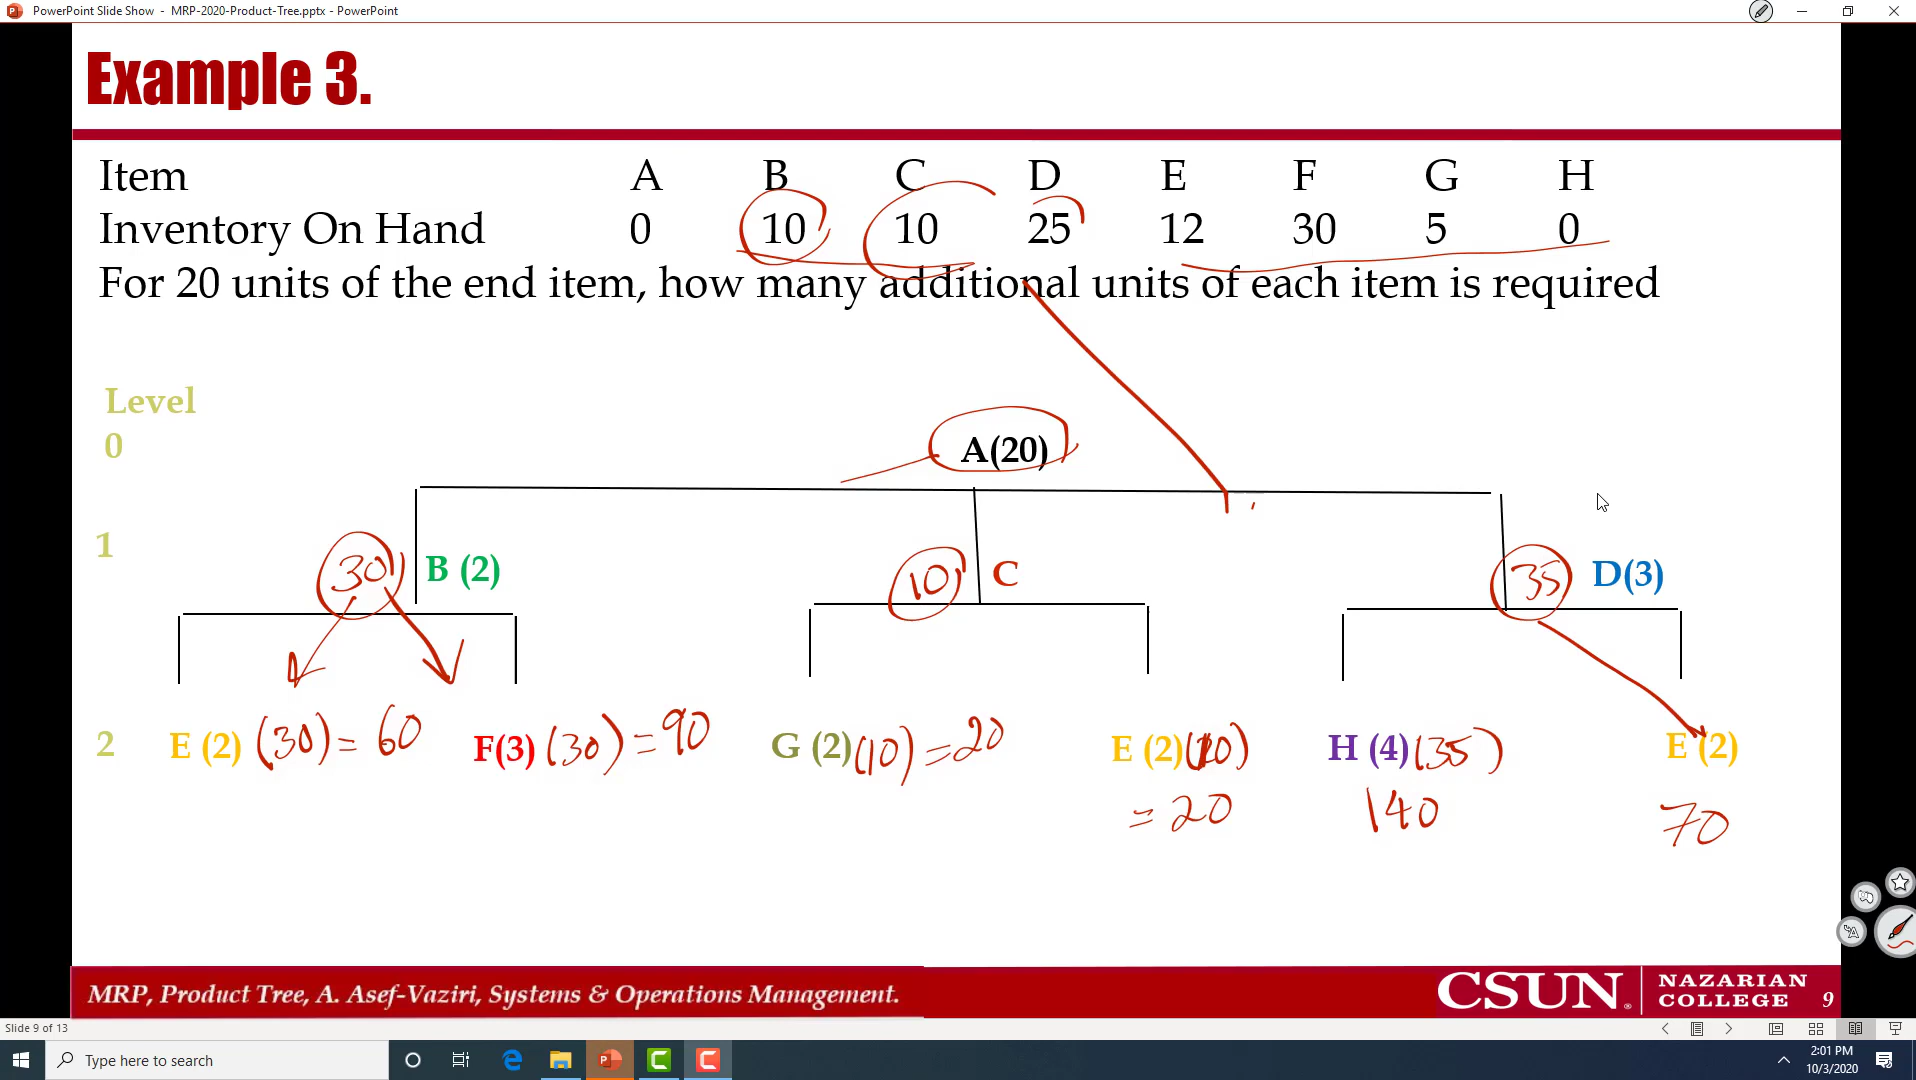 PowerPoint Slide Show - MRP-2020-Product-Tree.pptx - PowerPoint
Example 3.
Item A B C D E F G H
Inventory On Hand 0 10 10 25 12 30 5 0
For 20 units of the end item, how many additional units of each item is required
Level
0
A(20)
1
30 B (2) 10 C 35 D(3)
2 E (2) (30) = 60 F(3) (30) = 90 G (2) (10) = 20 E (2) (10) H (4) (35) E (2)
= 20 140 70
MRP, Product Tree, A. Asef-Vaziri, Systems & Operations Management.
CSUN NAZARIAN
COLLEGE 9
Slide 9 of 13
Type here to search
2:01 PM
10/3/2020